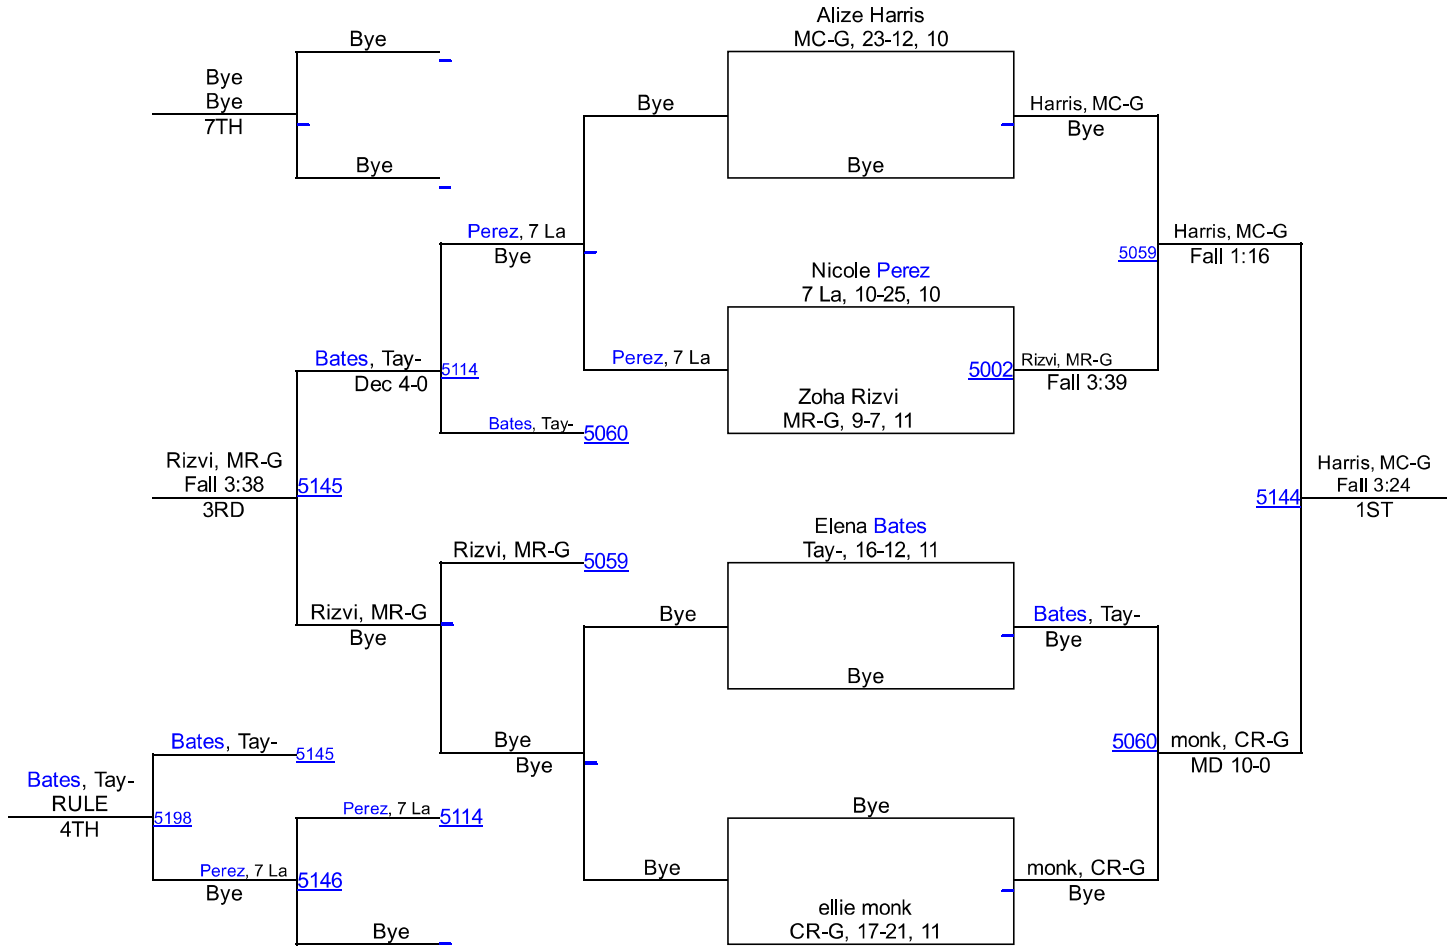 Alize Harris
MC-G, 23-12, 10
Bye
Bye
Bye
7TH
Bye
Bye
Harris, MC-G
Bye
Bye
Perez, 7 La
Bye
5059
Harris, MC-G
Fall 1:16
Nicole Perez
7 La, 10-25, 10
Bates, Tay-
Dec 4-0
5114
Perez, 7 La
5002
Rizvi, MR-G
Fall 3:39
Zoha Rizvi
MR-G, 9-7, 11
Bates, Tay-
5060
Rizvi, MR-G
Fall 3:38
3RD
5145
5144
Harris, MC-G
Fall 3:24
1ST
Elena Bates
Tay-, 16-12, 11
Rizvi, MR-G
5059
Rizvi, MR-G
Bye
Bye
Bates, Tay-
Bye
Bye
Bates, Tay-
5145
Bye
Bye
5060
monk, CR-G
MD 10-0
Bates, Tay-
RULE
4TH
5198
Perez, 7 La
5114
Bye
Perez, 7 La
Bye
5146
Bye
monk, CR-G
Bye
ellie monk
CR-G, 17-21, 11
Bye